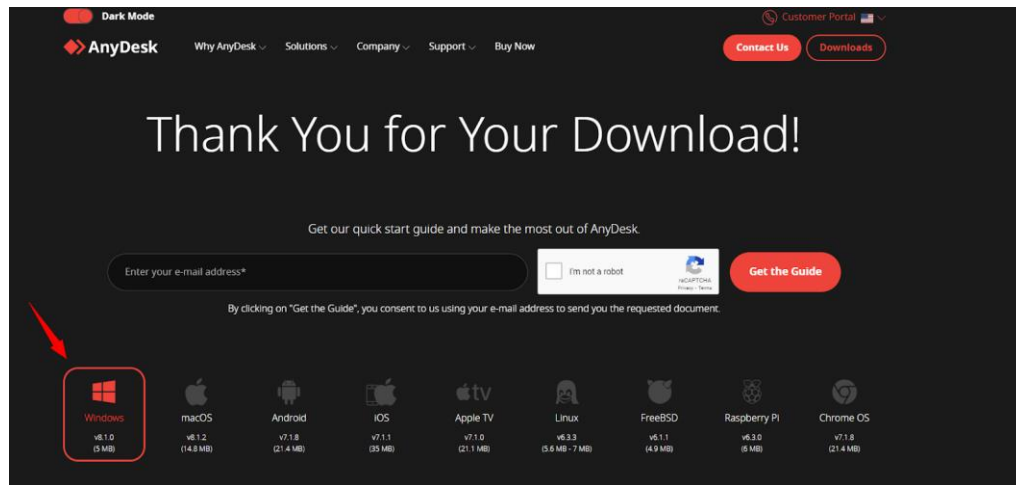 Dark Mode
Customer Portal
AnyDesk Why AnyDesk Solutions Company Support Buy Now Contact Us Downloads
Thank You for Your Download!
Get our quick start guide and make the most out of AnyDesk.
Enter your e-mail address*
I'm not a robot
reCAPTCHA
Privacy - Terms
Get the Guide
By clicking on "Get the Guide", you consent to us using your e-mail address to send you the requested document.
tv
Windows macOS Android iOS Apple TV Linux FreeBSD Raspberry Pi Chrome OS
v8.1.0 v8.1.2 v7.1.8 v7.1.1 v7.1.0 v6.3.3 v6.1.1 v6.3.0 v7.1.8
(5 MB) (14.8 MB) (21.4 MB) (35 MB) (21.1 MB) (5.6 MB - 7 MB) (4.9 MB) (6 MB) (21.4 MB)